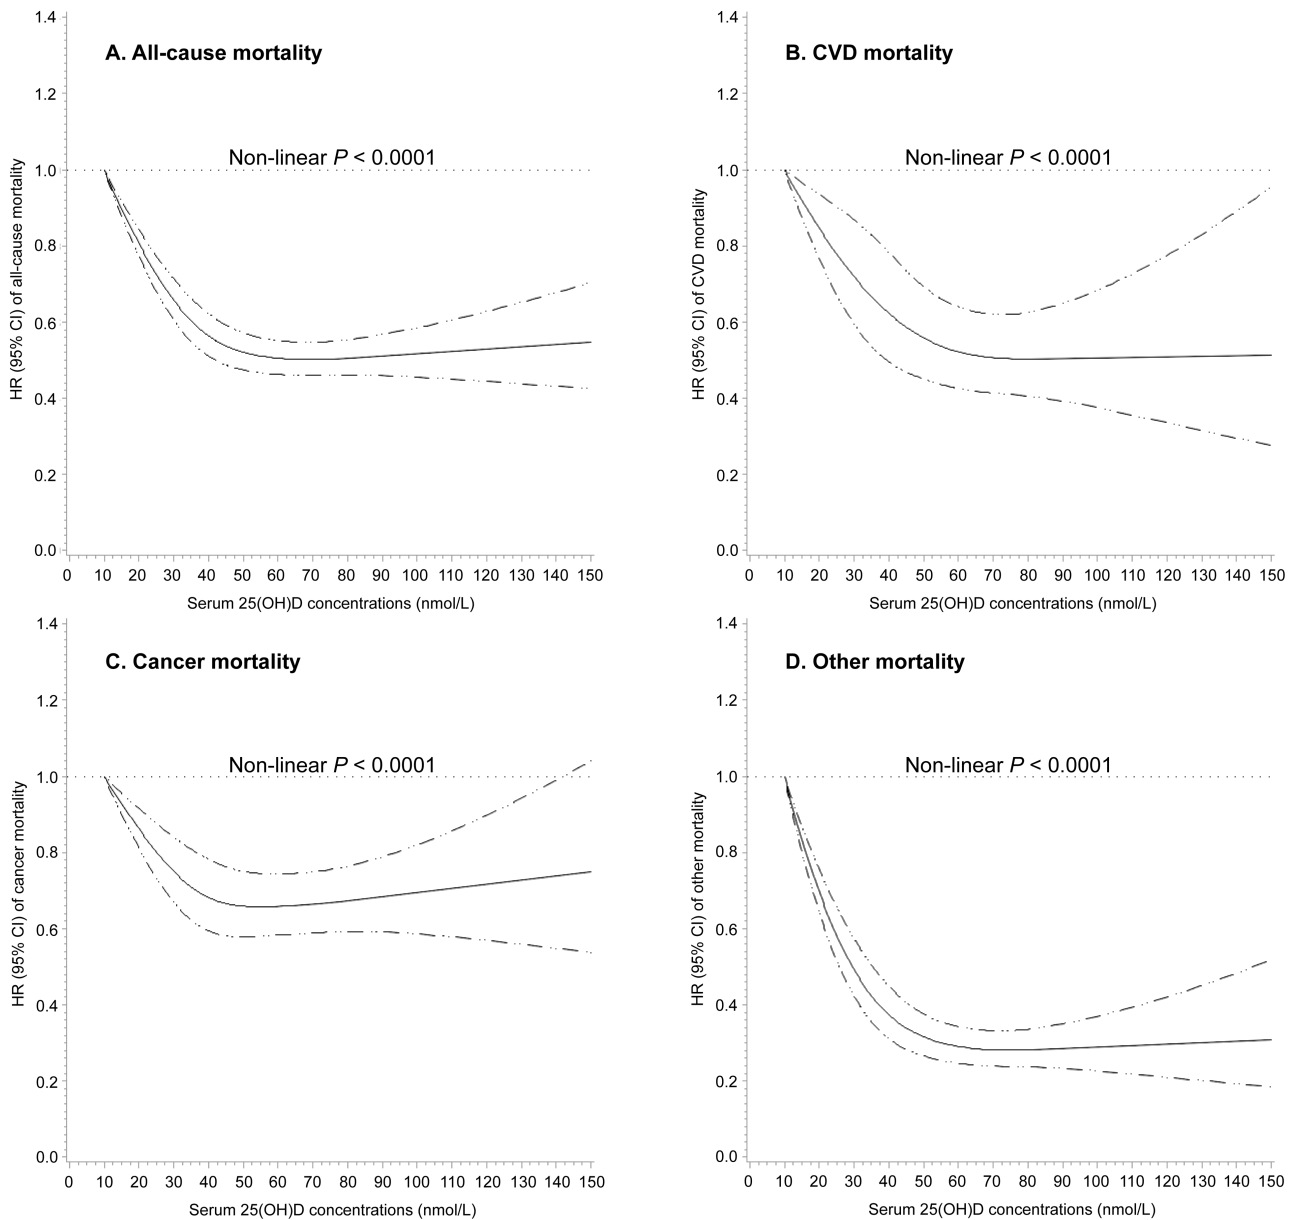 A. All-cause mortality
Non-linear P < 0.0001
HR (95% CI) of all-cause mortality
1.4
1.2
1.0
0.8
0.6
0.4
0.2
0.0
0 10 20 30 40 50 60 70 80 90 100 110 120 130 140 150
Serum 25(OH)D concentrations (nmol/L)
B. CVD mortality
Non-linear P < 0.0001
HR (95% CI) of CVD mortality
1.4
1.2
1.0
0.8
0.6
0.4
0.2
0.0
0 10 20 30 40 50 60 70 80 90 100 110 120 130 140 150
Serum 25(OH)D concentrations (nmol/L)
C. Cancer mortality
Non-linear P < 0.0001
HR (95% CI) of cancer mortality
1.4
1.2
1.0
0.8
0.6
0.4
0.2
0.0
0 10 20 30 40 50 60 70 80 90 100 110 120 130 140 150
Serum 25(OH)D concentrations (nmol/L)
D. Other mortality
Non-linear P < 0.0001
HR (95% CI) of other mortality
1.4
1.2
1.0
0.8
0.6
0.4
0.2
0.0
0 10 20 30 40 50 60 70 80 90 100 110 120 130 140 150
Serum 25(OH)D concentrations (nmol/L)